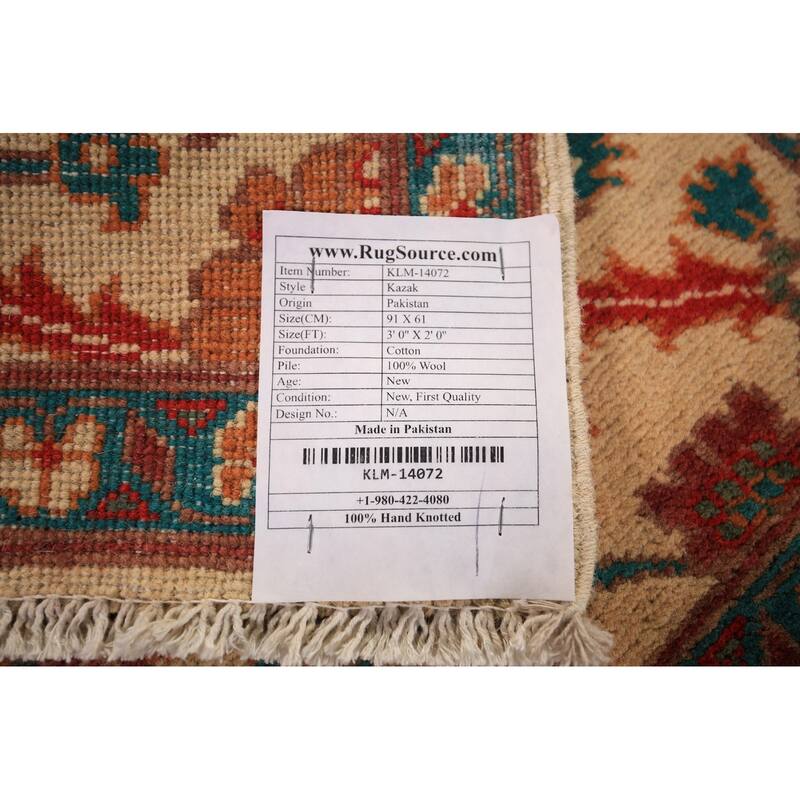 www.RugSource.com
Item Number: KLM-14072
Style Kazak
Origin Pakistan
Size(CM): 91 X 61
Size(FT): 3' 0" X 2' 0"
Foundation: Cotton
Pile: 100% Wool
Age: New
Condition: New, First Quality
Design No.: N/A
Made in Pakistan
KLM-14072
+1-980-422-4080
100% Hand Knotted